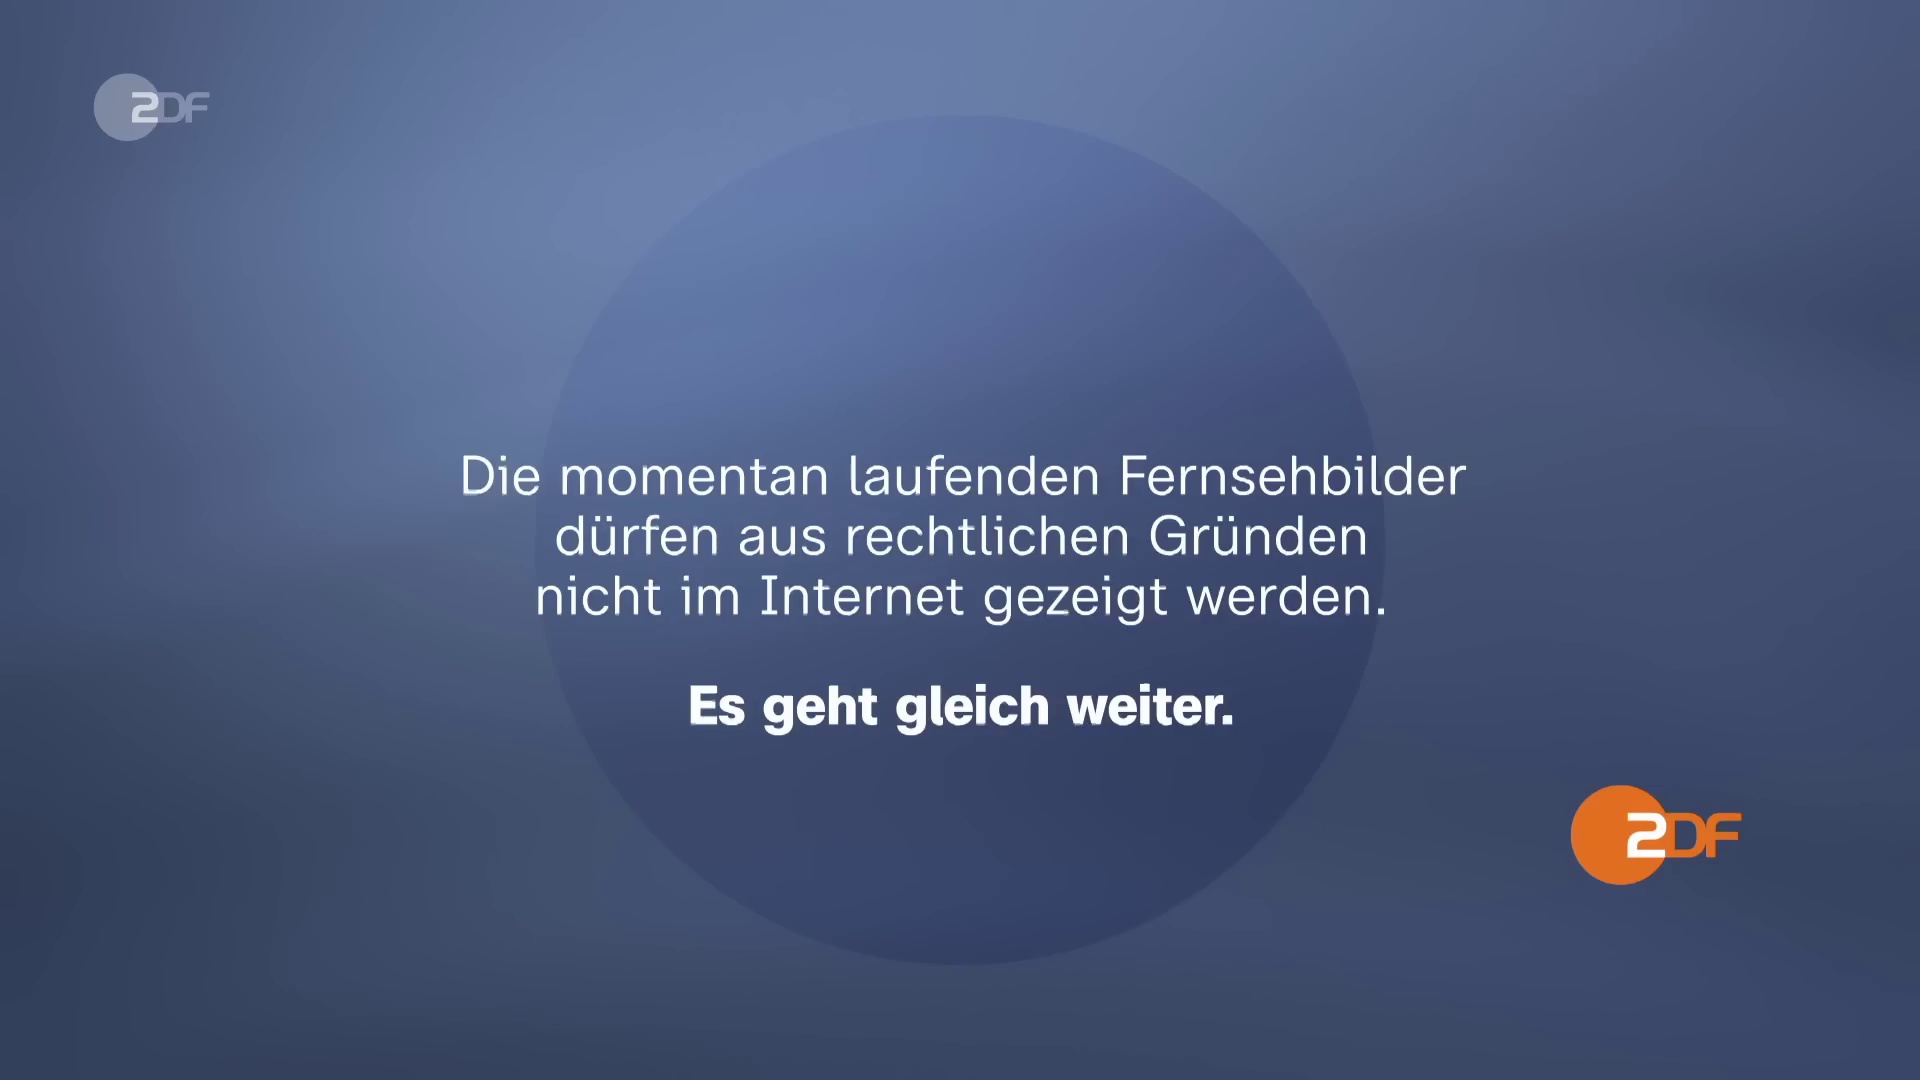 ZDF
Die momentan laufenden Fernsehbilder
dürfen aus rechtlichen Gründen
nicht im Internet gezeigt werden.
Es geht gleich weiter.
ZDF